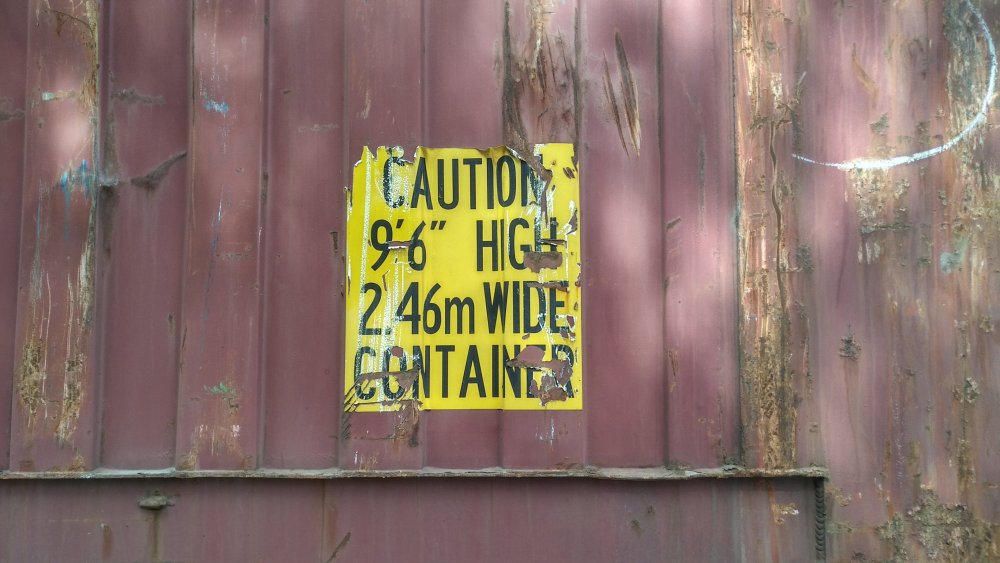 CAUTION
9'6" HIGH
2.46m WIDE
CONTAINER